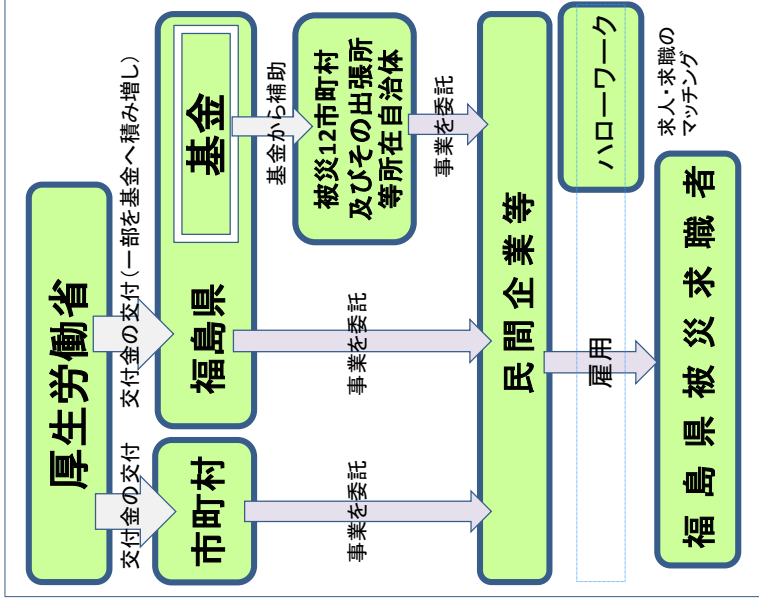 厚生労働省
交付金の交付
交付金の交付(一部を基金へ積み増し)
市町村
福島県
基金
基金から補助
被災12市町村
及びその出張所
等所在自治体
事業を委託
事業を委託
事業を委託
民間企業等
雇用
ハローワーク
求人・求職の
マッチング
福島県被災求職者